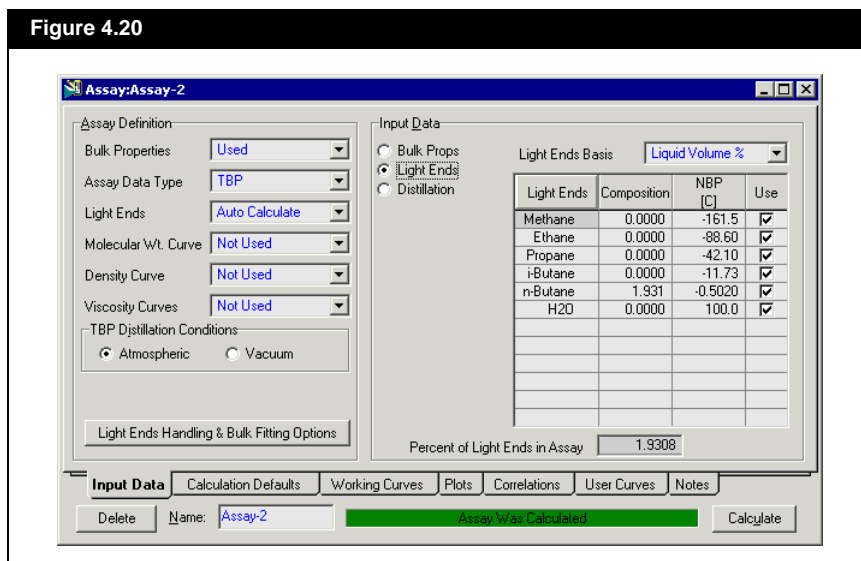 Figure 4.20
Assay:Assay-2
Assay Definition
Bulk Properties Used
Assay Data Type TBP
Light Ends Auto Calculate
Molecular Wt. Curve Not Used
Density Curve Not Used
Viscosity Curves Not Used
TBP Distillation Conditions
Atmospheric Vacuum
Light Ends Handling & Bulk Fitting Options
Input Data
Bulk Props
Light Ends
Distillation
Light Ends Basis Liquid Volume %
Light Ends Composition NBP [C] Use
Methane 0.0000 -161.5
Ethane 0.0000 -88.60
Propane 0.0000 -42.10
i-Butane 0.0000 -11.73
n-Butane 1.931 -0.5020
H2O 0.0000 100.0
Percent of Light Ends in Assay 1.9308
Input Data Calculation Defaults Working Curves Plots Correlations User Curves Notes
Delete Name: Assay-2 Assay Was Calculated Calculate